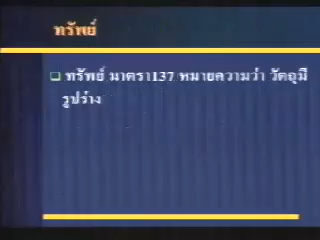 ทรัพย์
ทรัพย์ มาตรา137 หมายความว่า วัตถุมี
รูปร่าง